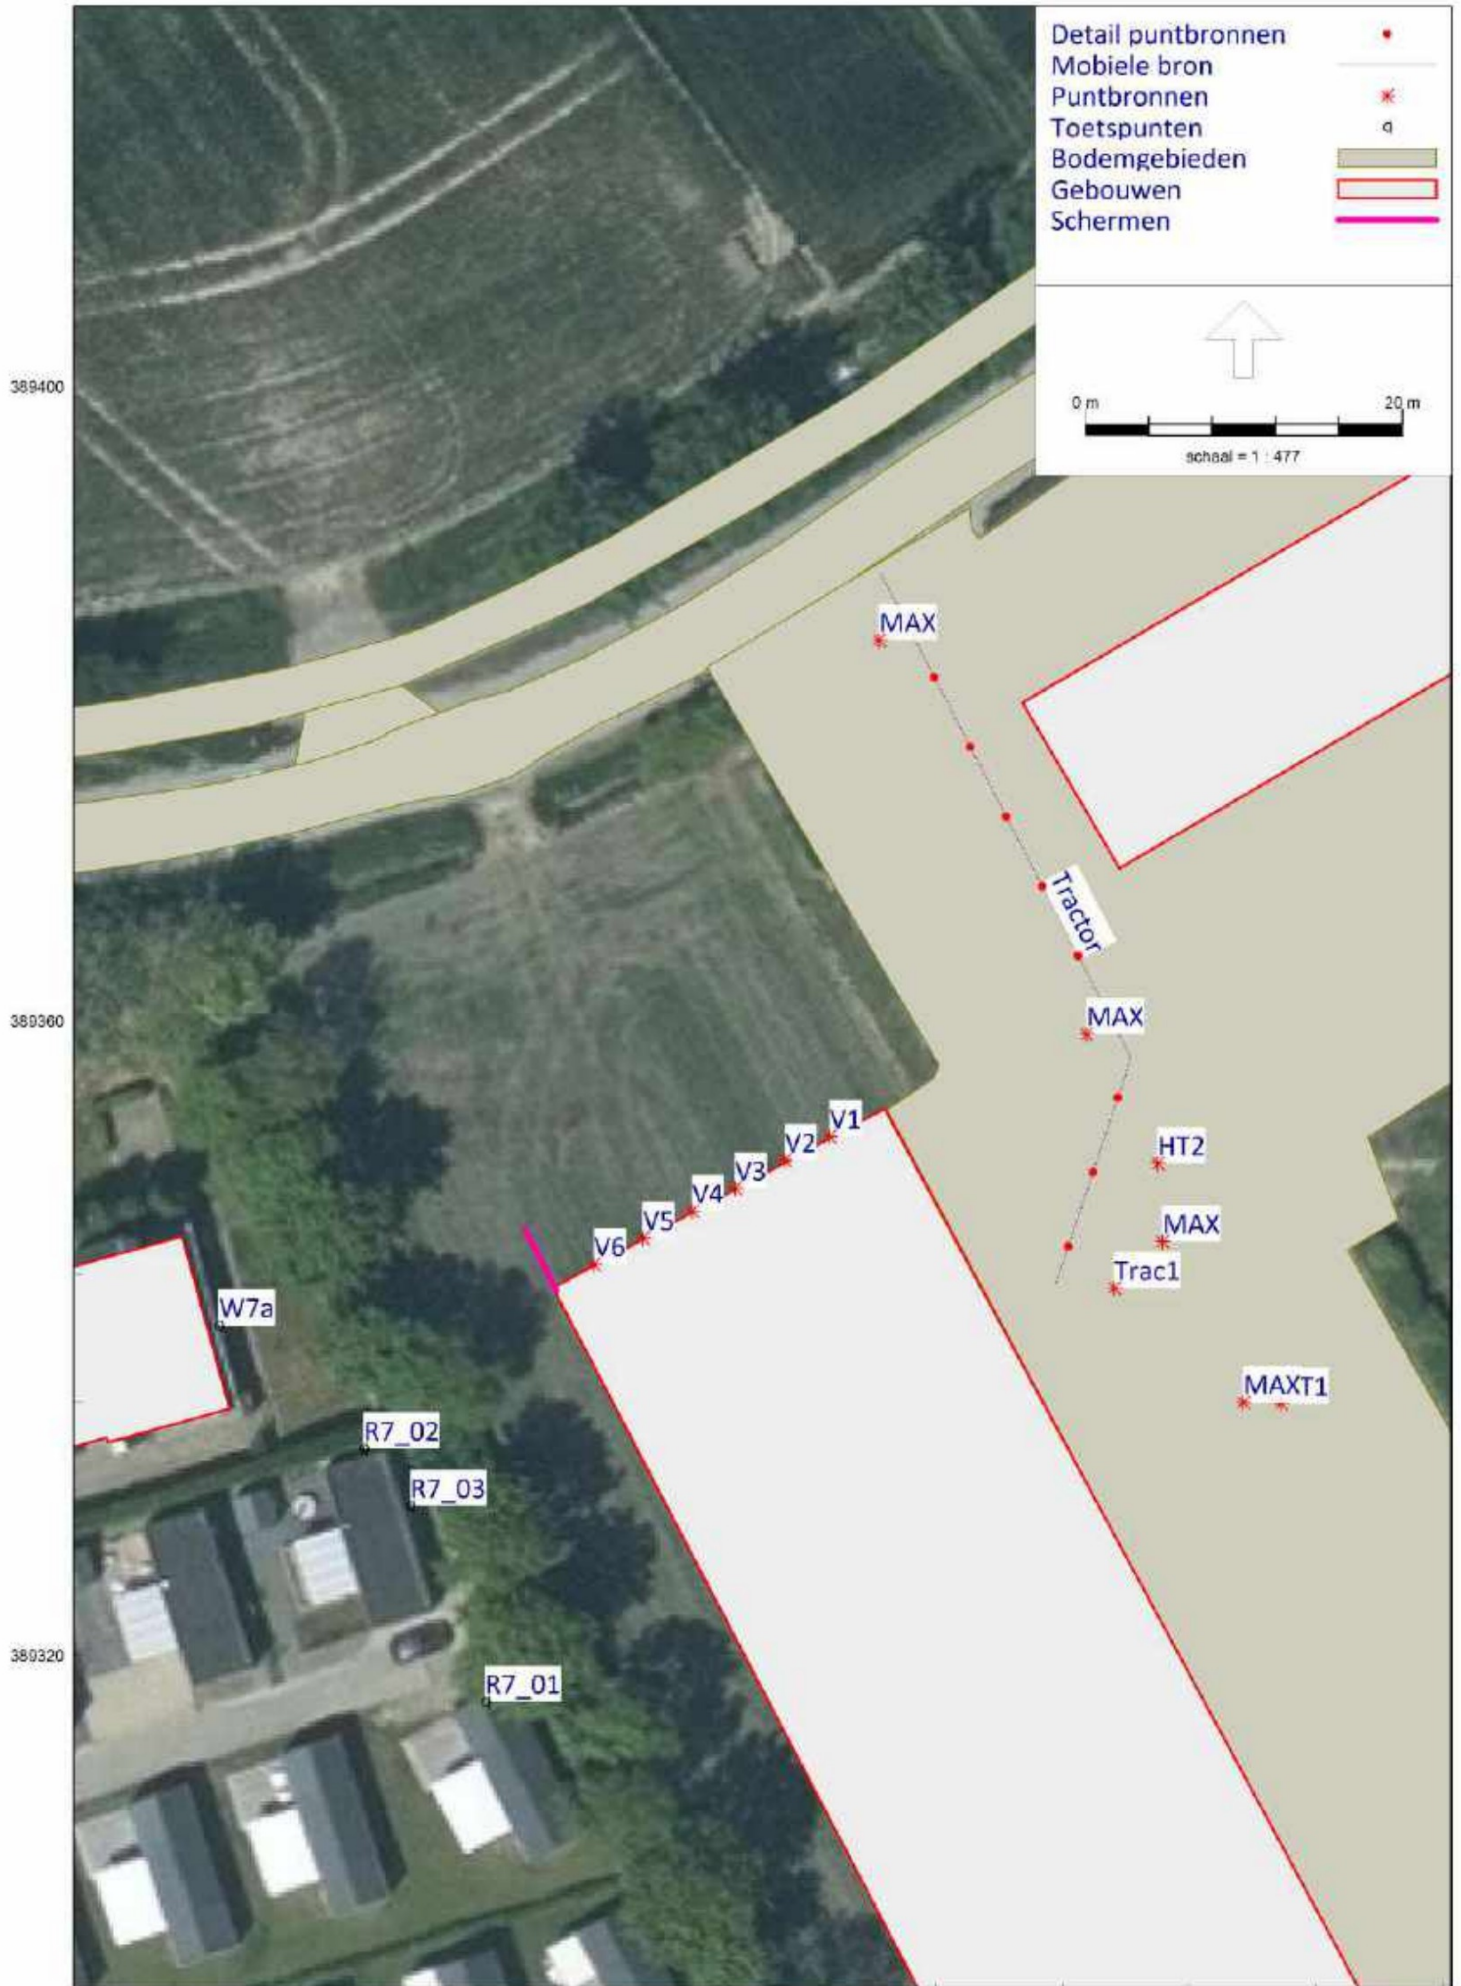 Detail puntbronnen
Mobiele bron
Puntbronnen
Toetspunten
Bodemgebieden
Gebouwen
Schermen
0 m
20 m
schaal = 1 : 477
389400
389360
389320
MAX
Tractor
MAX
V1
V2
V3
V4
V5
V6
HT2
MAX
Trac1
MAXT1
W7a
R7_02
R7_03
R7_01